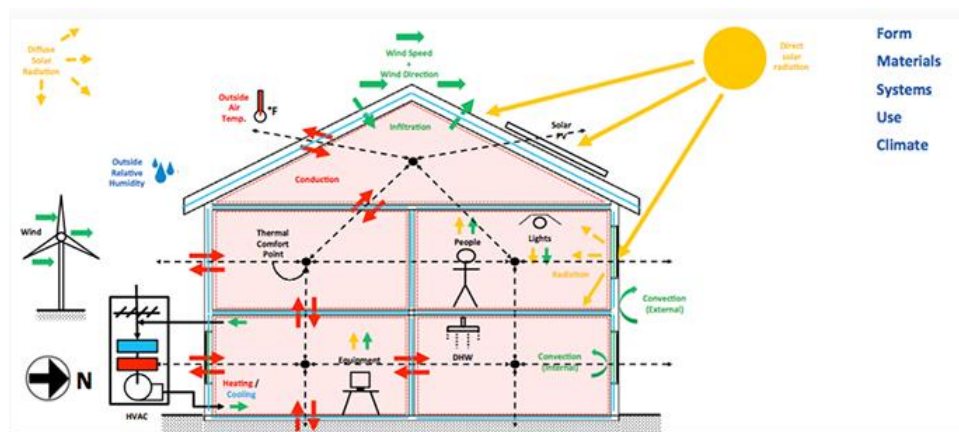 Diffuse
Solar
Radiation
Wind Speed
+
Wind Direction
Direct
solar
radiation
Form
Materials
Systems
Use
Climate
Outside
Air
Temp.
°F
Infiltration
Solar
PV
Outside
Relative
Humidity
Conduction
Wind
Thermal
Comfort
Point
People
Lights
Radiation
Convection
(External)
N
HVAC
Equipment
DHW
Convection
(Internal)
Heating /
Cooling